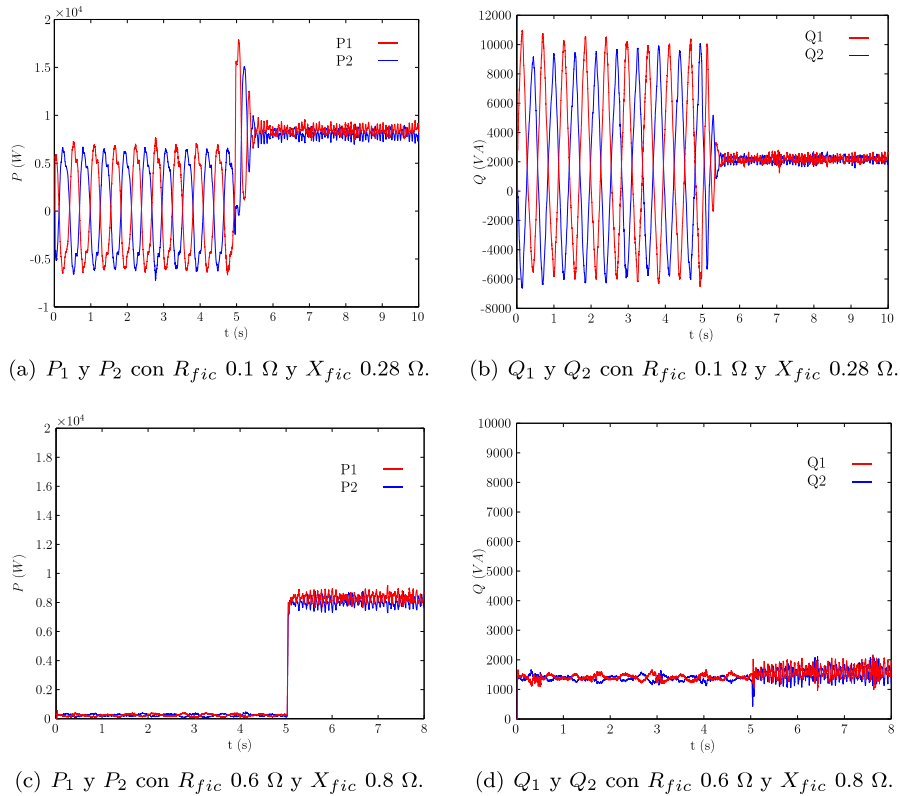 ×10⁴
2
1.5
1
0.5
0
-0.5
-1
P (W)
P1
P2
0 1 2 3 4 5 6 7 8 9 10
t (s)
12000
10000
8000
6000
4000
2000
0
-2000
-4000
-6000
-8000
Q (VA)
Q1
Q2
0 1 2 3 4 5 6 7 8 9 10
t (s)
(a) P₁ y P₂ con R_fic 0.1 Ω y X_fic 0.28 Ω.
(b) Q₁ y Q₂ con R_fic 0.1 Ω y X_fic 0.28 Ω.
×10⁴
2
1.8
1.6
1.4
1.2
1
0.8
0.6
0.4
0.2
0
P (W)
P1
P2
0 1 2 3 4 5 6 7 8
t (s)
10000
9000
8000
7000
6000
5000
4000
3000
2000
1000
0
Q (VA)
Q1
Q2
0 1 2 3 4 5 6 7 8
t (s)
(c) P₁ y P₂ con R_fic 0.6 Ω y X_fic 0.8 Ω.
(d) Q₁ y Q₂ con R_fic 0.6 Ω y X_fic 0.8 Ω.